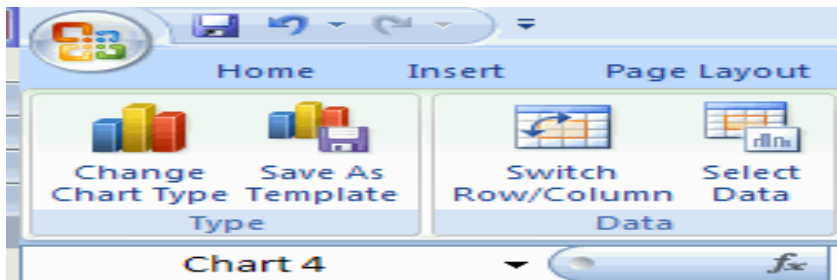 Home Insert Page Layout
Change Save As Switch Select
Chart Type Template Row/Column Data
Type Data
Chart 4 fx